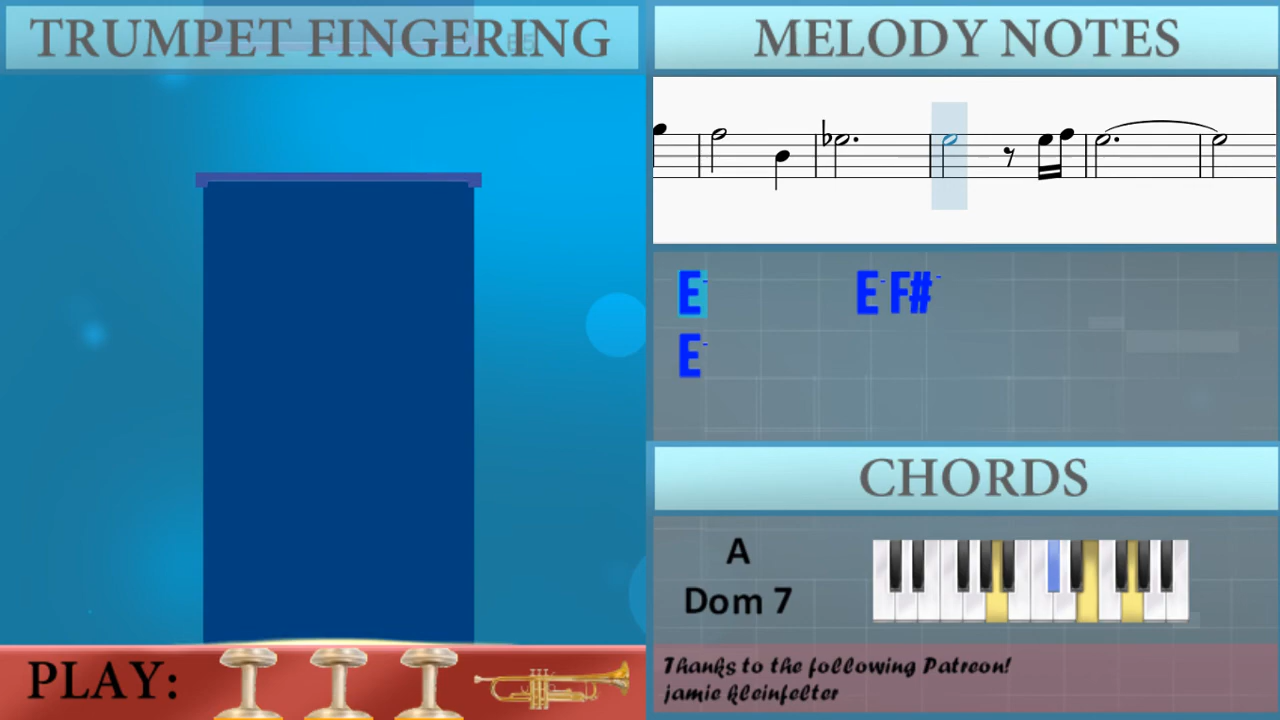 TRUMPET FINGERING
MELODY NOTES
E-
E- F#-
E-
CHORDS
A
Dom 7
PLAY:
Thanks to the following Patreon!
jamie kleinfelter